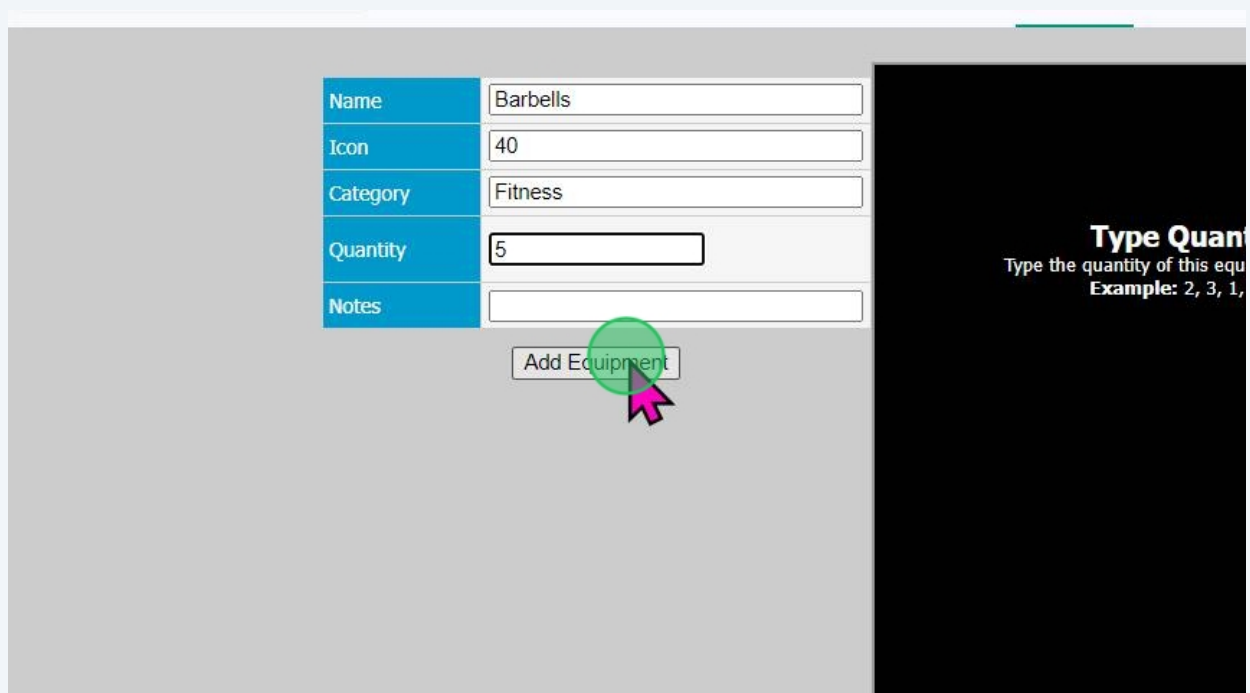 Name Barbells
Icon 40
Category Fitness
Quantity 5
Notes
Add Equipment
Type Quant
Type the quantity of this equ
Example: 2, 3, 1,